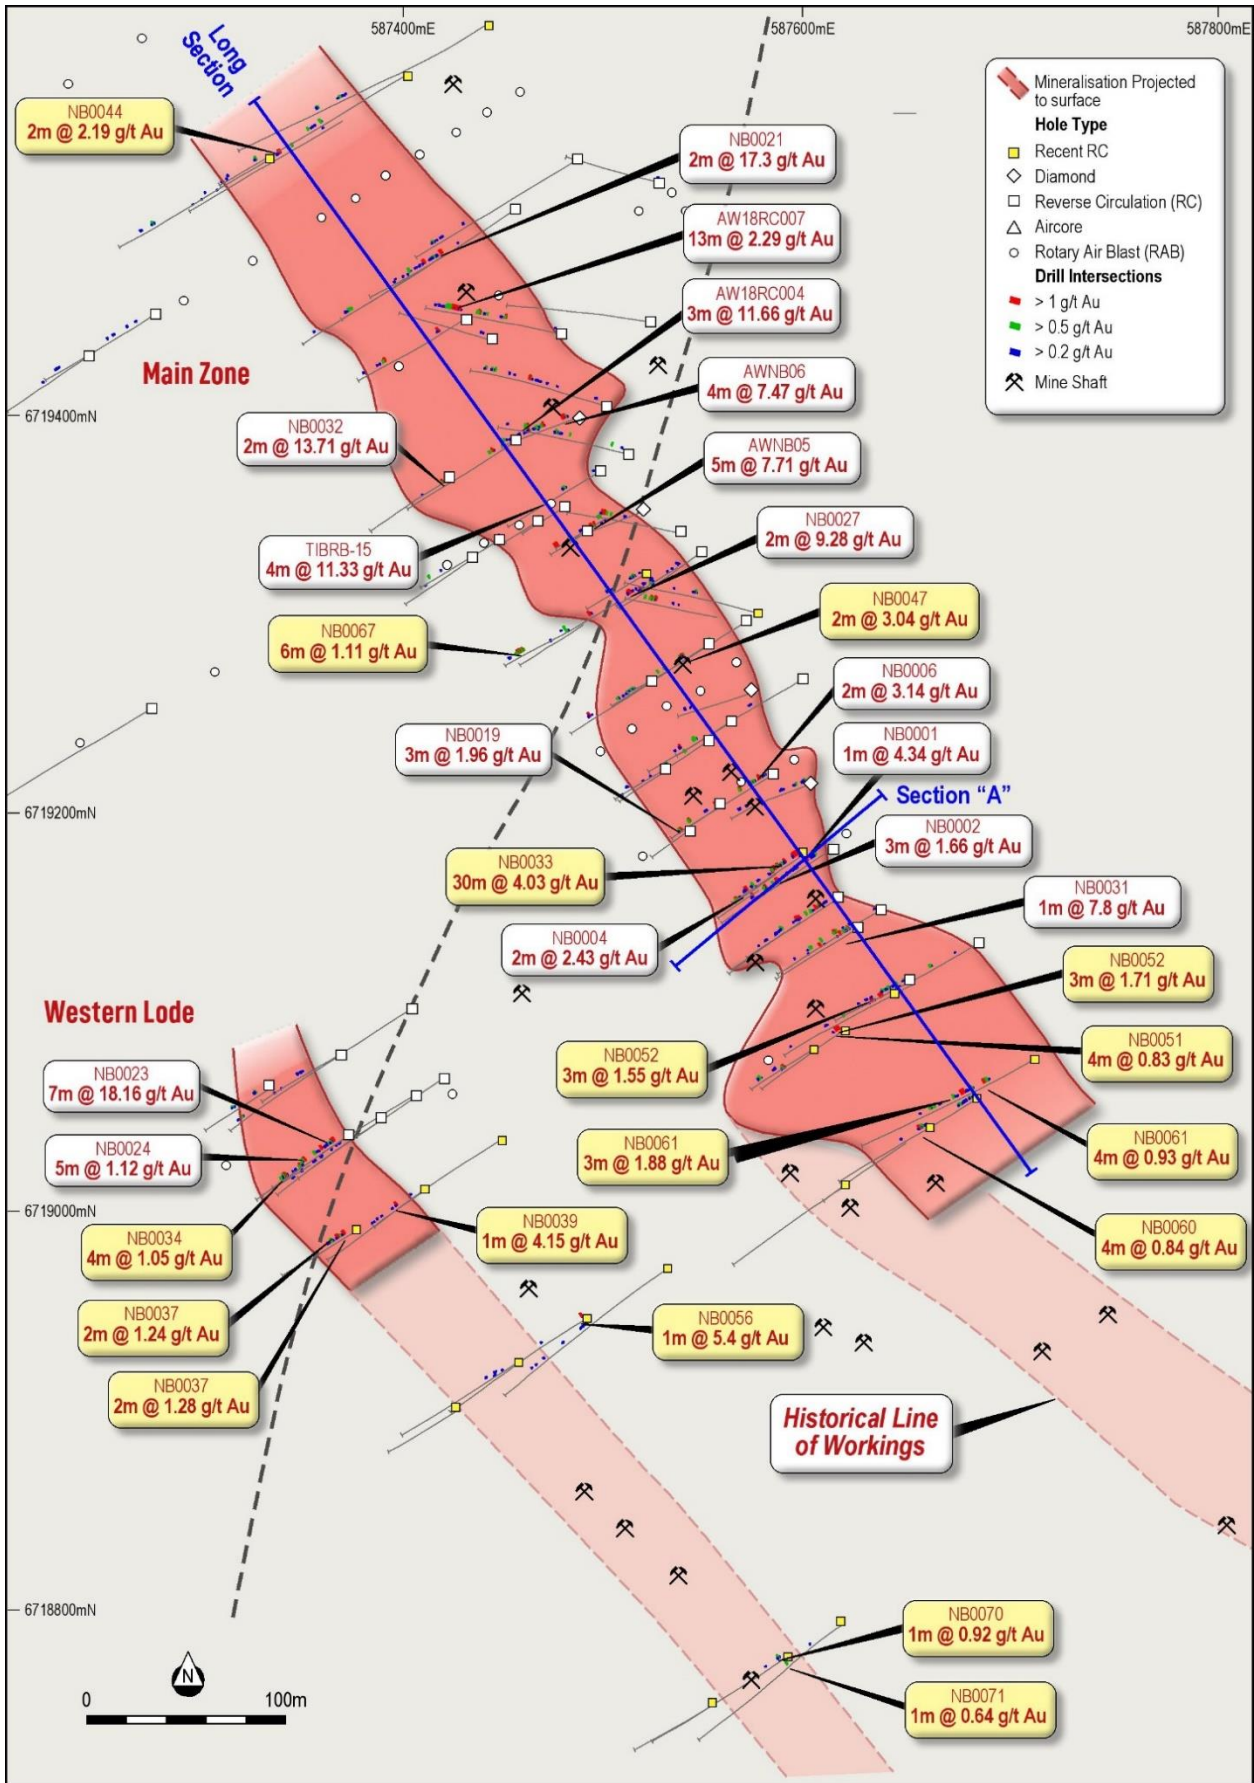 587400mE
587600mE
587800mE
Long
Section
Mineralisation Projected
to surface
Hole Type
Recent RC
Diamond
Reverse Circulation (RC)
Aircore
Rotary Air Blast (RAB)
Drill Intersections
> 1 g/t Au
> 0.5 g/t Au
> 0.2 g/t Au
Mine Shaft
NB0044
2m @ 2.19 g/t Au
NB0021
2m @ 17.3 g/t Au
AW18RC007
13m @ 2.29 g/t Au
AW18RC004
3m @ 11.66 g/t Au
Main Zone
AWNB06
4m @ 7.47 g/t Au
6719400mN
NB0032
2m @ 13.71 g/t Au
AWNB05
5m @ 7.71 g/t Au
NB0027
2m @ 9.28 g/t Au
TIBRB-15
4m @ 11.33 g/t Au
NB0047
2m @ 3.04 g/t Au
NB0067
6m @ 1.11 g/t Au
NB0006
2m @ 3.14 g/t Au
NB0019
3m @ 1.96 g/t Au
NB0001
1m @ 4.34 g/t Au
Section "A"
6719200mN
NB0002
3m @ 1.66 g/t Au
NB0033
30m @ 4.03 g/t Au
NB0031
1m @ 7.8 g/t Au
NB0004
2m @ 2.43 g/t Au
NB0052
3m @ 1.71 g/t Au
Western Lode
NB0051
4m @ 0.83 g/t Au
NB0052
3m @ 1.55 g/t Au
NB0023
7m @ 18.16 g/t Au
NB0024
5m @ 1.12 g/t Au
NB0061
3m @ 1.88 g/t Au
NB0061
4m @ 0.93 g/t Au
6719000mN
NB0034
4m @ 1.05 g/t Au
NB0039
1m @ 4.15 g/t Au
NB0060
4m @ 0.84 g/t Au
NB0037
2m @ 1.24 g/t Au
NB0056
1m @ 5.4 g/t Au
NB0037
2m @ 1.28 g/t Au
Historical Line
of Workings
6718800mN
NB0070
1m @ 0.92 g/t Au
N
NB0071
1m @ 0.64 g/t Au
0
100m